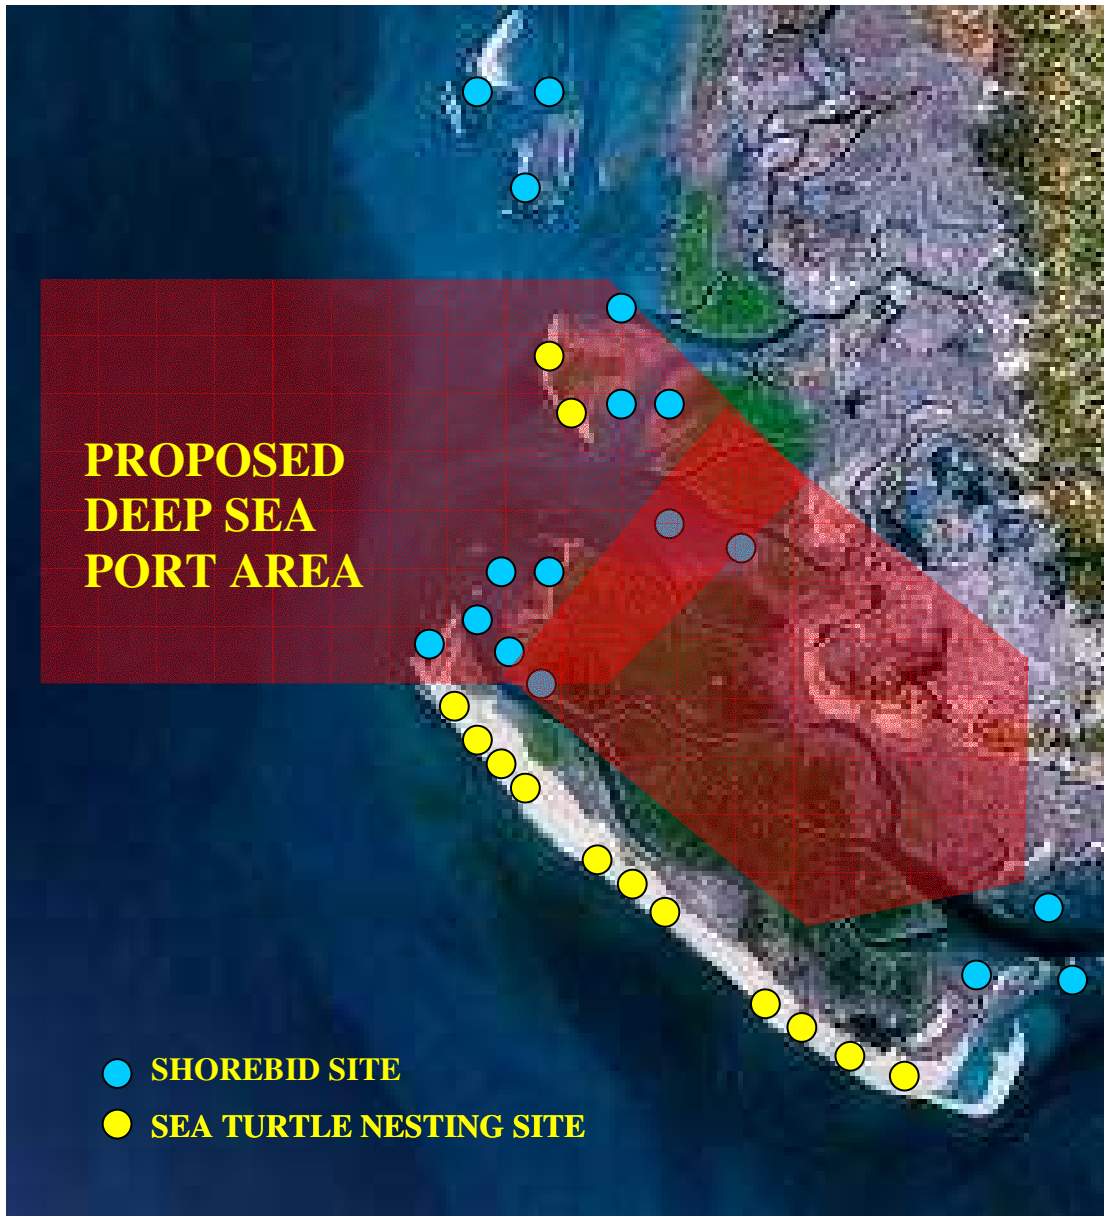 PROPOSED
DEEP SEA
PORT AREA
SHOREBID SITE
SEA TURTLE NESTING SITE